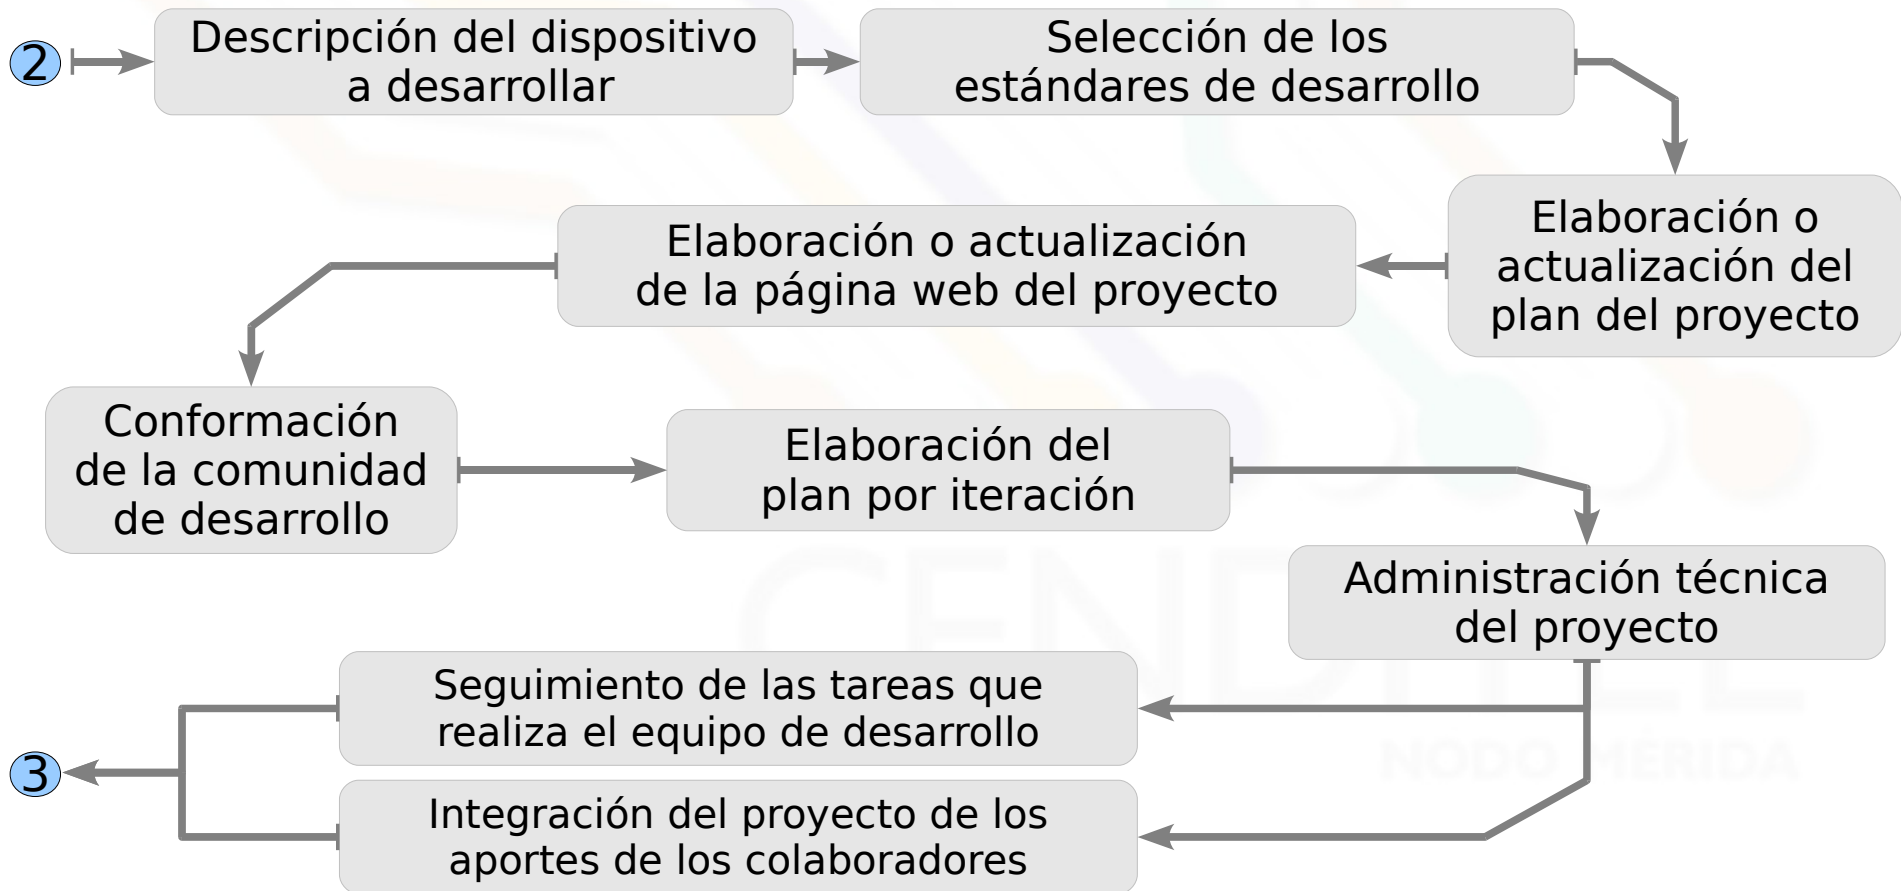 2
Descripción del dispositivo
a desarrollar
Selección de los
estándares de desarrollo
Elaboración o
actualización del
plan del proyecto
Elaboración o actualización
de la página web del proyecto
Conformación
de la comunidad
de desarrollo
Elaboración del
plan por iteración
Administración técnica
del proyecto
Seguimiento de las tareas que
realiza el equipo de desarrollo
Integración del proyecto de los
aportes de los colaboradores
3
CENDITEL
NODO MÉRIDA